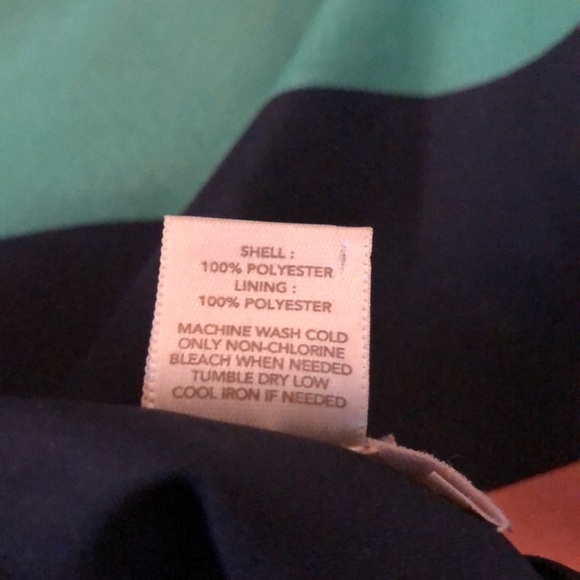 SHELL :
100% POLYESTER
LINING :
100% POLYESTER
MACHINE WASH COLD
ONLY NON-CHLORINE
BLEACH WHEN NEEDED
TUMBLE DRY LOW
COOL IRON IF NEEDED